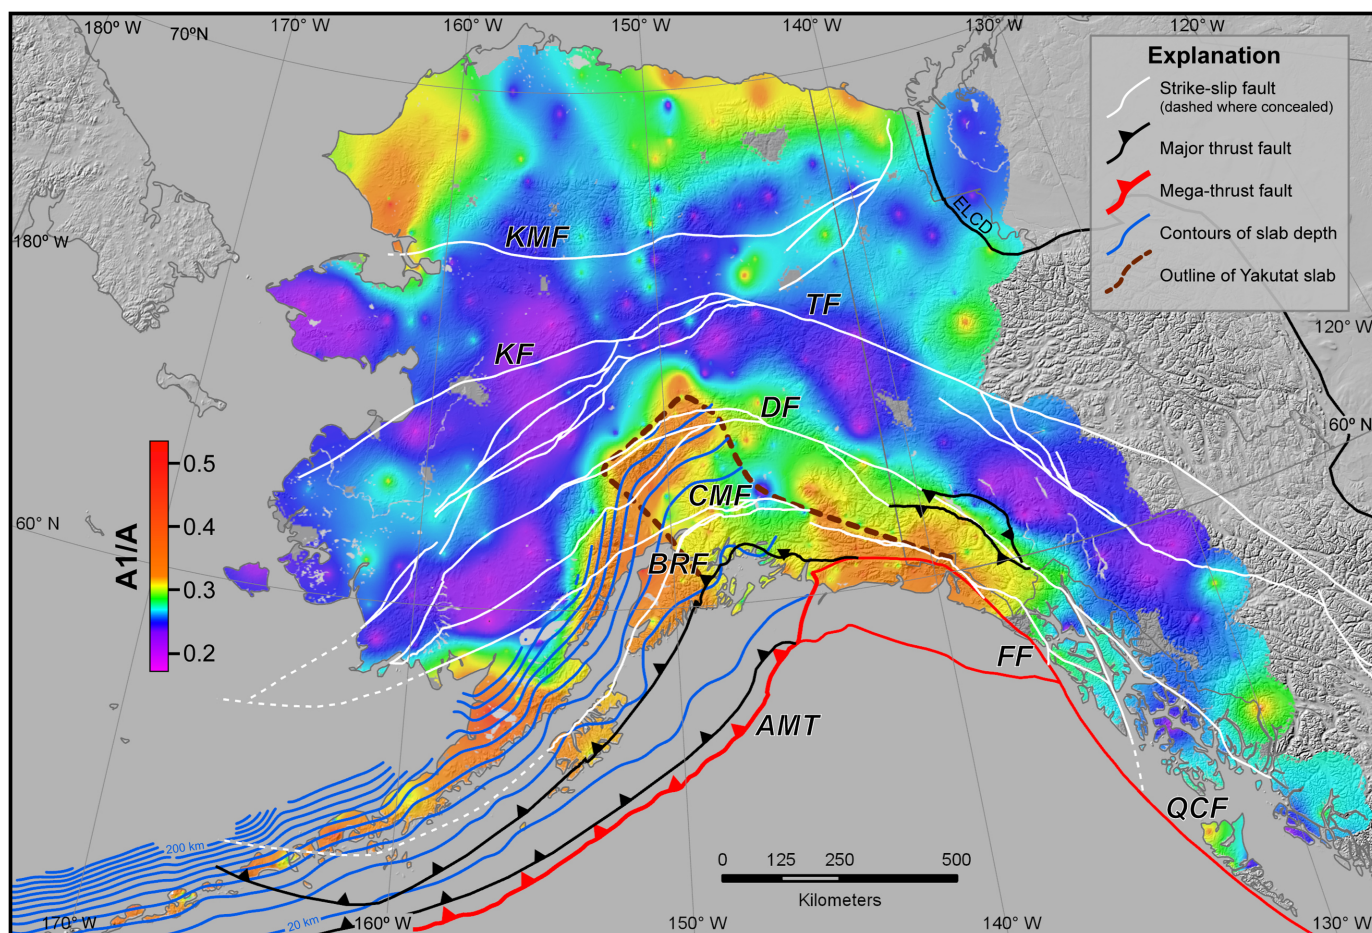 180° W
70°N
170° W
160° W
150° W
140° W
130° W
120° W
Explanation
Strike-slip fault
(dashed where concealed)
Major thrust fault
Mega-thrust fault
Contours of slab depth
Outline of Yakutat slab
ELCD
180° W
KMF
TF
120° W
KF
DF
60° N
A1/A
0.5
0.4
0.3
0.2
CMF
60° N
BRF
FF
AMT
QCF
200 km
20 km
0 125 250 500
Kilometers
170° W
160° W
150° W
140° W
130° W